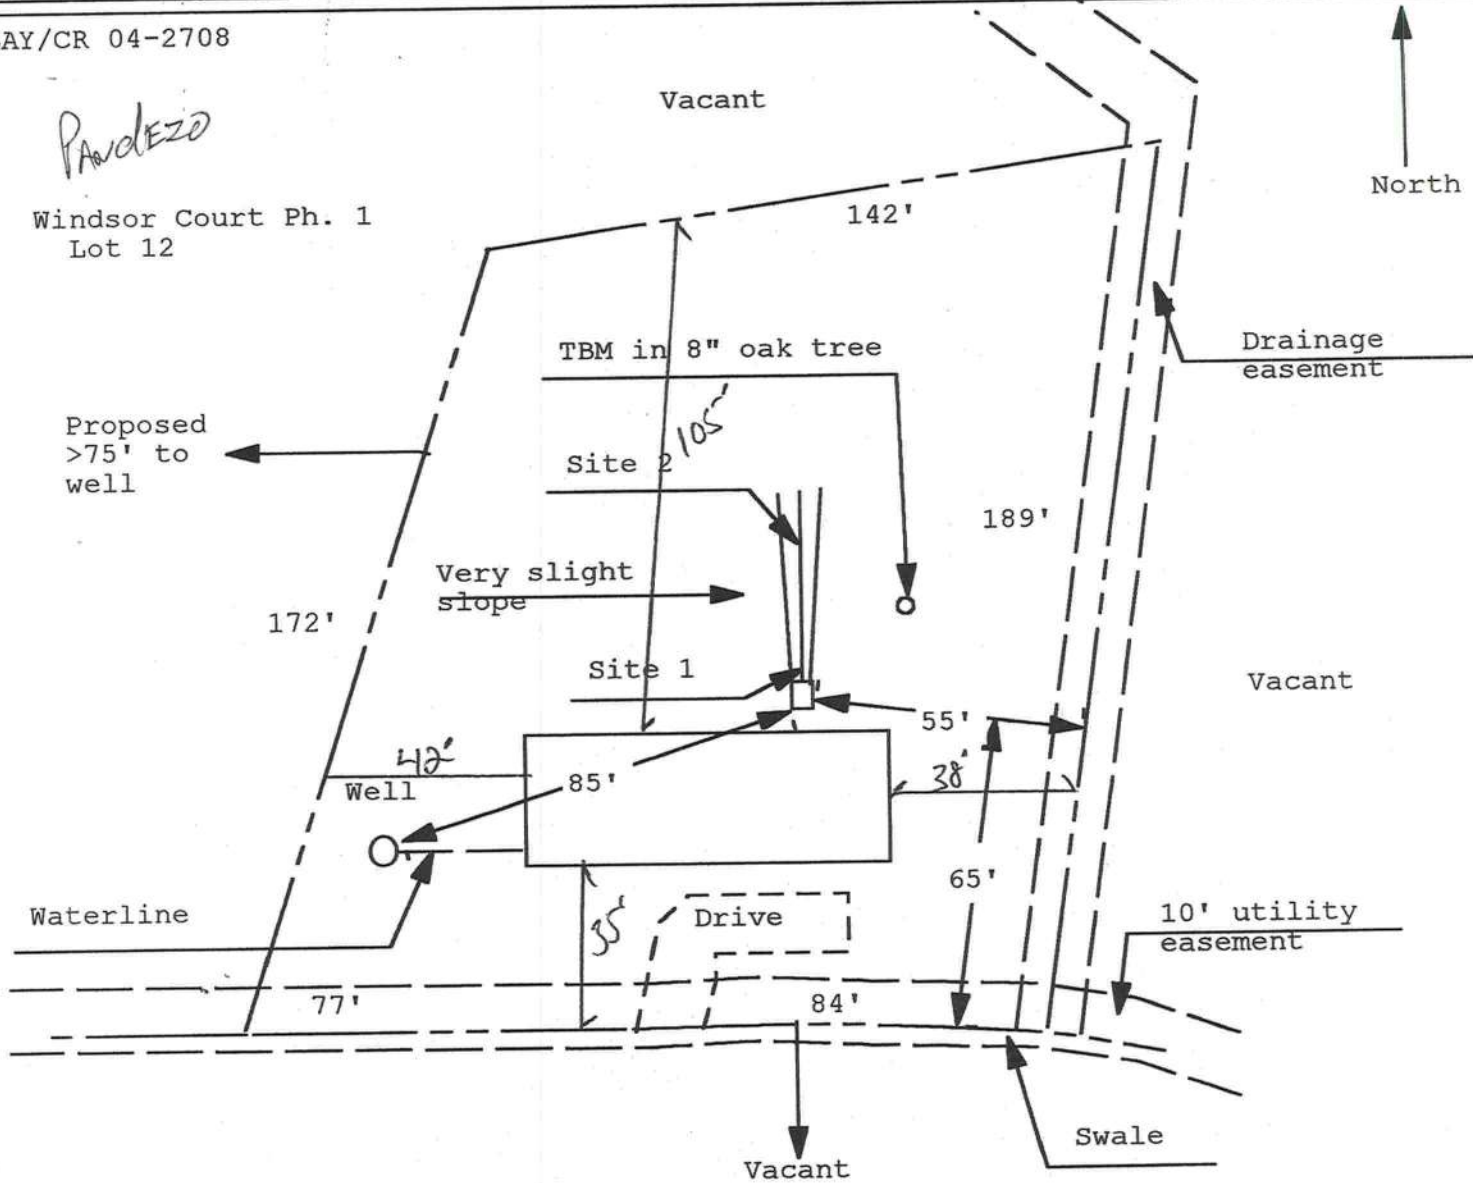 AY/CR 04-2708
Vacant
PANdEZO
North
Windsor Court Ph. 1
Lot 12
142'
TBM in 8" oak tree
Drainage
easement
105'
Proposed
>75' to
well
Site 2
189'
Very slight
slope
172'
Site 1
Vacant
55'
42'
Well
85'
38'
65'
Waterline
35'
Drive
10' utility
easement
77'
84'
Swale
Vacant